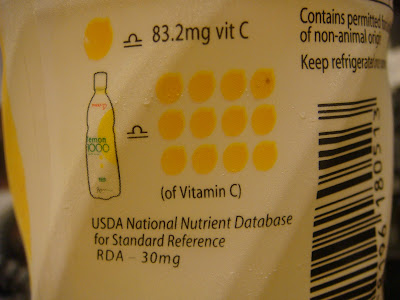 83.2mg vit C
Contains permitted
of non-animal origin
Keep refrigerated
lemon
1000
(of Vitamin C)
USDA National Nutrient Database
for Standard Reference
RDA – 30mg
180513